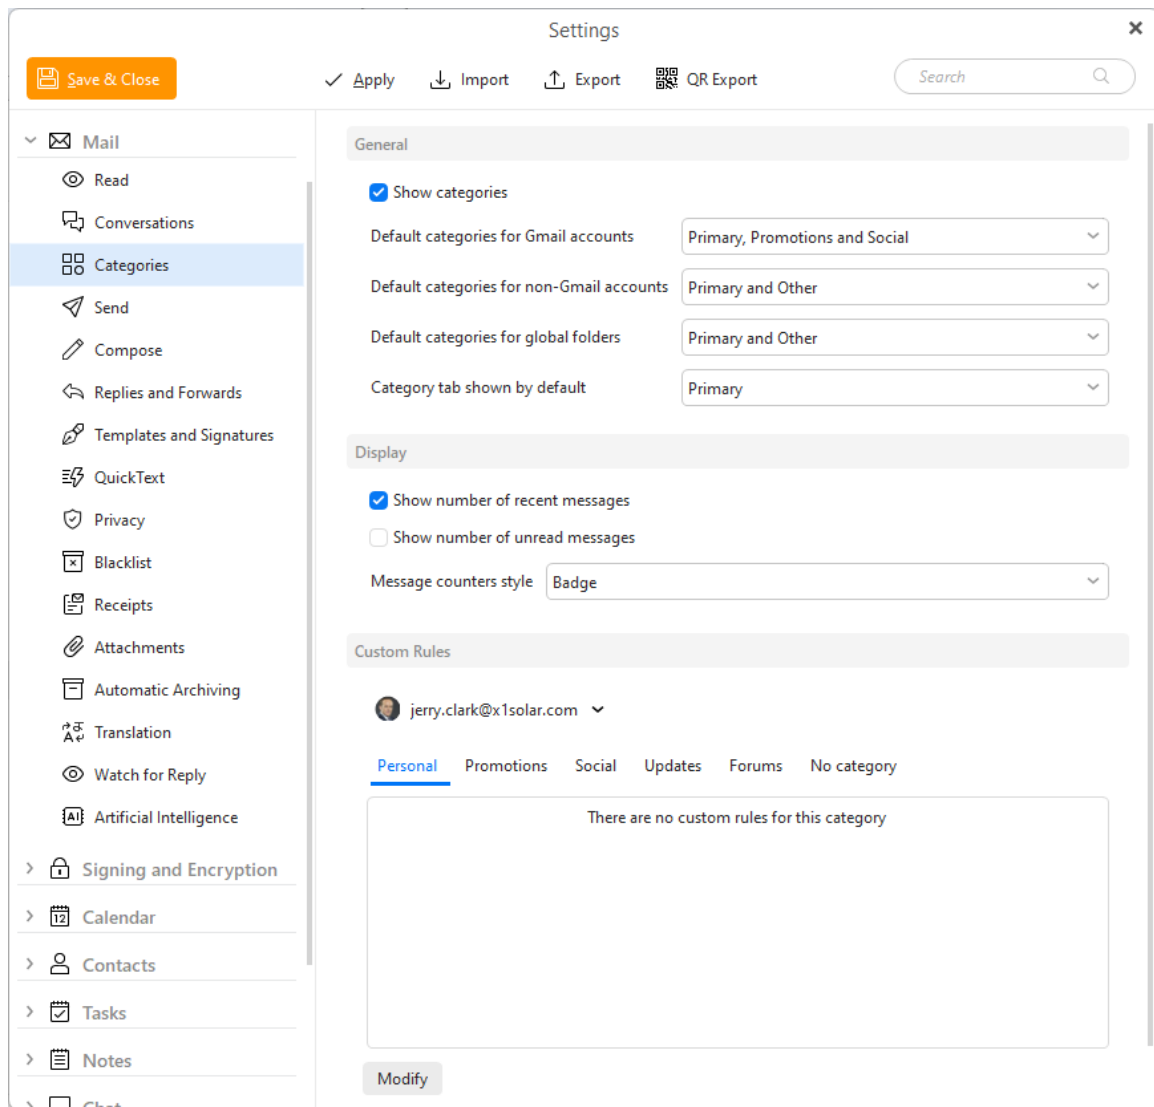 Settings
Save & Close
Apply
Import
Export
QR Export
Search
Mail
Read
Conversations
Categories
Send
Compose
Replies and Forwards
Templates and Signatures
QuickText
Privacy
Blacklist
Receipts
Attachments
Automatic Archiving
Translation
Watch for Reply
AI
Artificial Intelligence
Signing and Encryption
12
Calendar
Contacts
Tasks
Notes
Chat
General
Show categories
Default categories for Gmail accounts
Primary, Promotions and Social
Default categories for non-Gmail accounts
Primary and Other
Default categories for global folders
Primary and Other
Category tab shown by default
Primary
Display
Show number of recent messages
Show number of unread messages
Message counters style
Badge
Custom Rules
jerry.clark@x1solar.com
Personal
Promotions
Social
Updates
Forums
No category
There are no custom rules for this category
Modify